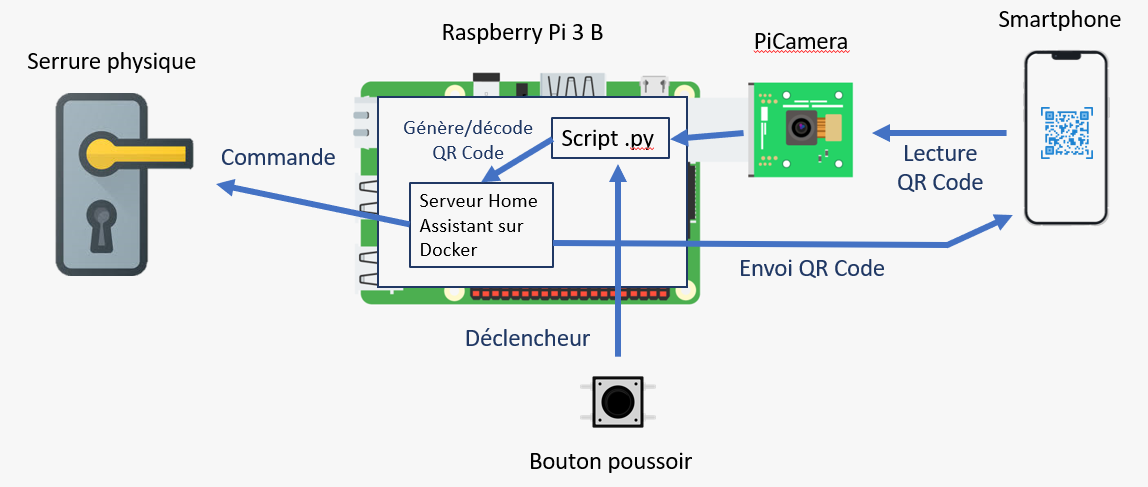 Smartphone
Raspberry Pi 3 B
PiCamera
Serrure physique
Génère/décode
QR Code
Script .py
Commande
Lecture
QR Code
Serveur Home
Assistant sur
Docker
Envoi QR Code
Déclencheur
Bouton poussoir